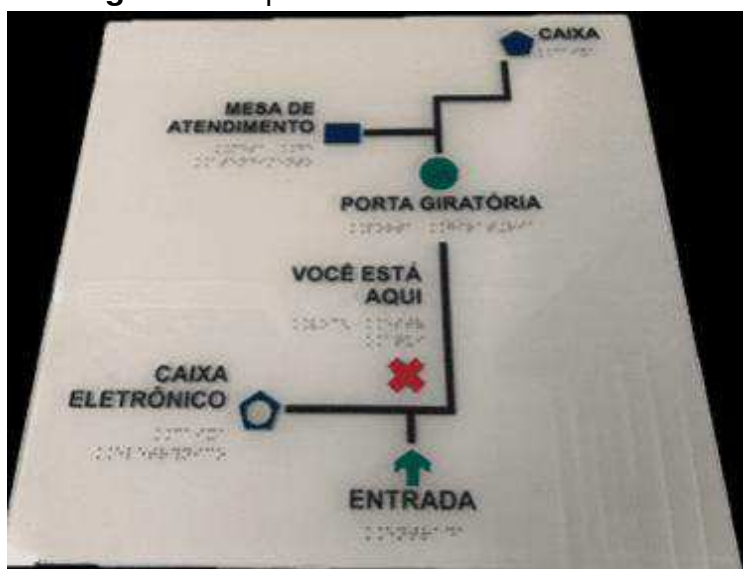 CAIXA
MESA DE
ATENDIMENTO
PORTA GIRATÓRIA
VOCÊ ESTÁ
AQUI
CAIXA
ELETRÔNICO
ENTRADA